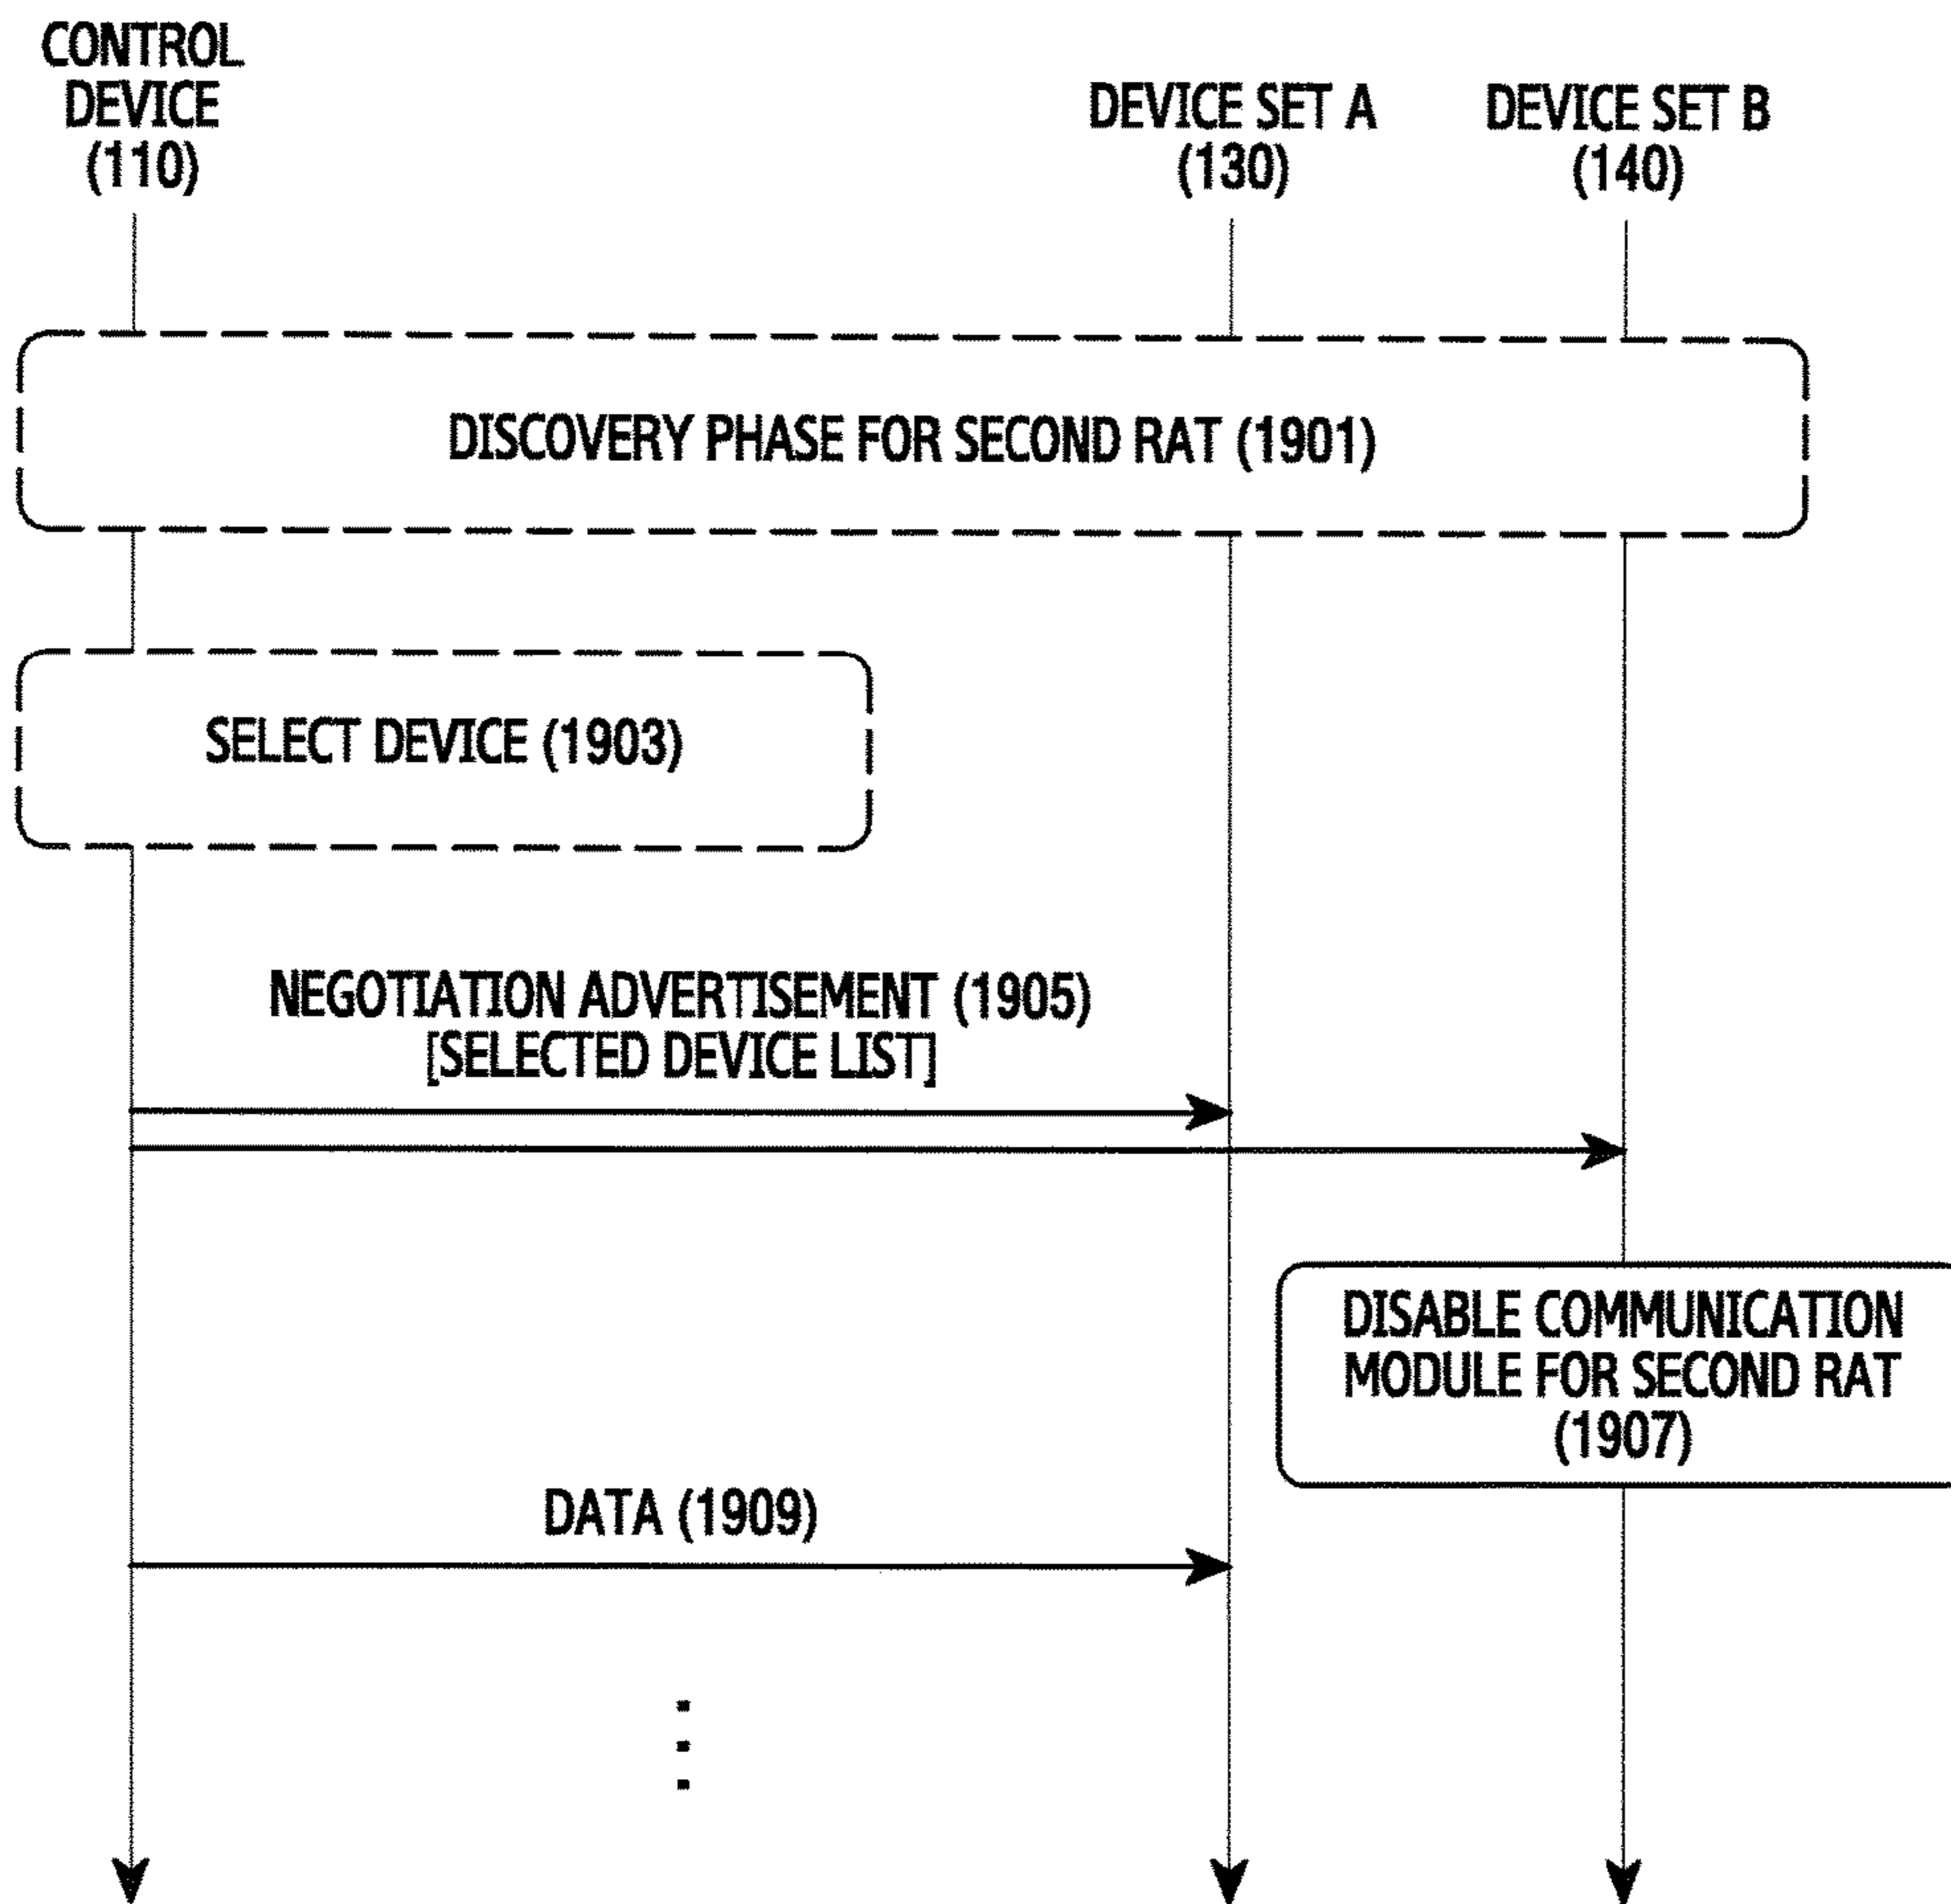 CONTROL
DEVICE
(110)
DEVICE SET A
(130)
DEVICE SET B
(140)
DISCOVERY PHASE FOR SECOND RAT (1901)
SELECT DEVICE (1903)
NEGOTIATION ADVERTISEMENT (1905)
[SELECTED DEVICE LIST]
DISABLE COMMUNICATION
MODULE FOR SECOND RAT
(1907)
DATA (1909)